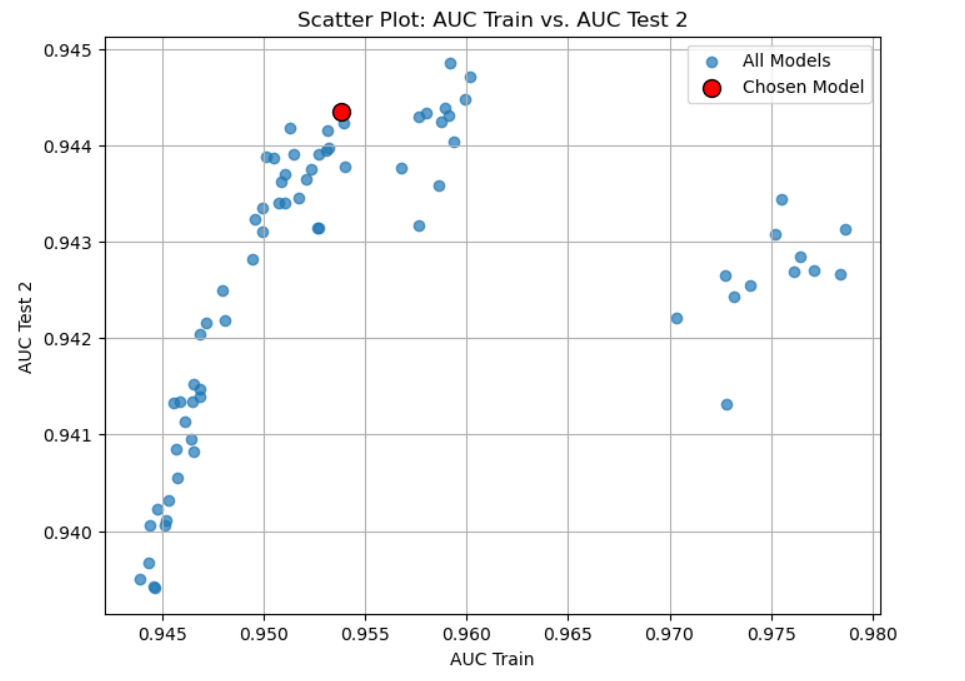 Scatter Plot: AUC Train vs. AUC Test 2
All Models
Chosen Model
AUC Test 2
0.945
0.944
0.943
0.942
0.941
0.940
0.945 0.950 0.955 0.960 0.965 0.970 0.975 0.980
AUC Train